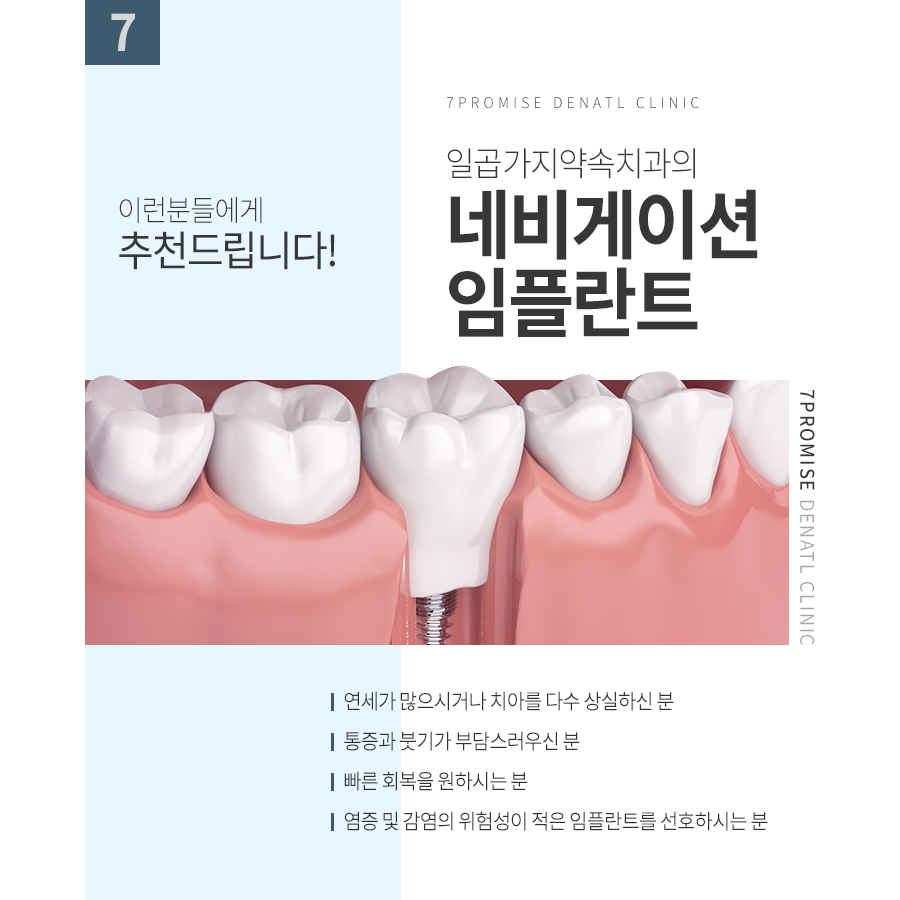 7
7PROMISE DENATL CLINIC
일곱가지약속치과의
네비게이션
임플란트
이런분들에게
추천드립니다!
7PROMISE DENATL CLINIC
연세가 많으시거나 치아를 다수 상실하신 분
통증과 붓기가 부담스러우신 분
빠른 회복을 원하시는 분
염증 및 감염의 위험성이 적은 임플란트를 선호하시는 분